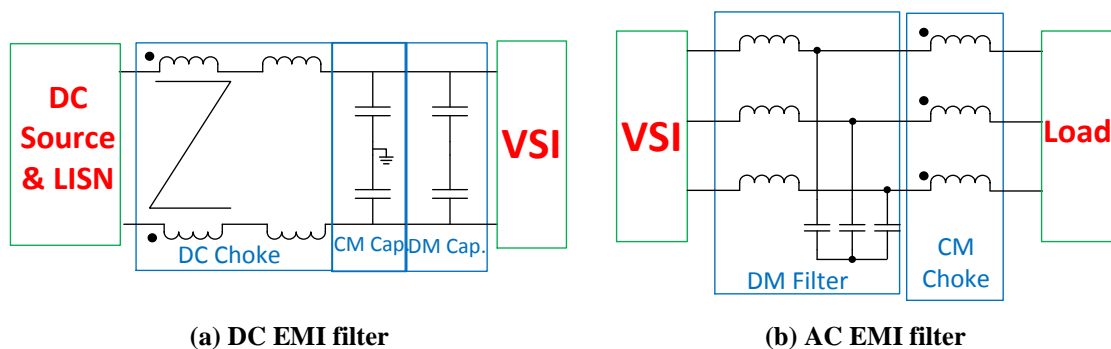 DC
Source
& LISN
DC Choke
CM Cap.
DM Cap.
VSI
(a) DC EMI filter
VSI
DM Filter
CM
Choke
Load
(b) AC EMI filter